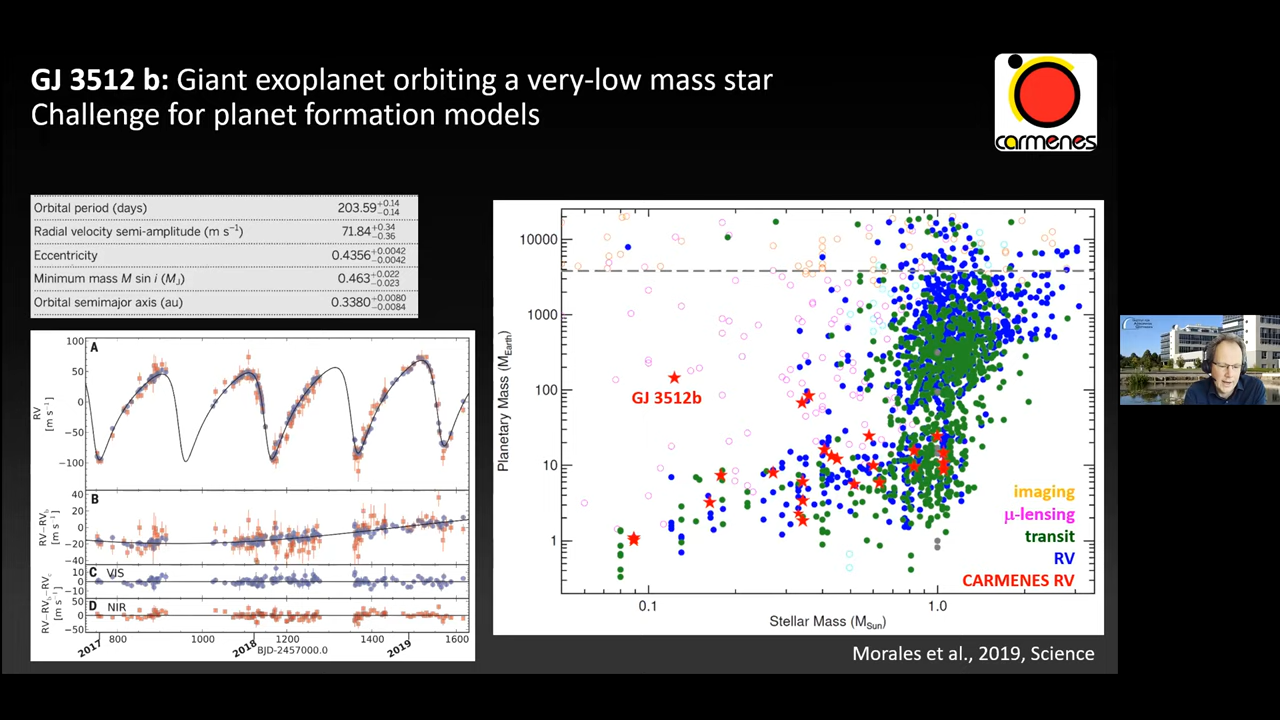 GJ 3512 b: Giant exoplanet orbiting a very-low mass star
Challenge for planet formation models
carmenes
Orbital period (days) 203.59 +0.14 −0.14
Radial velocity semi-amplitude (m s⁻¹) 71.84 +0.34 −0.36
Eccentricity 0.4356 +0.0042 −0.0042
Minimum mass M sin i (MJ) 0.463 +0.022 −0.023
Orbital semimajor axis (au) 0.3380 +0.0080 −0.0084
A
100
50
0
−50
−100
RV
[m s⁻¹]
B
40
20
0
−20
−40
RV−RVb
[m s⁻¹]
C VIS
10
0
−10
D NIR
50
0
−50
RV−RVb−RVc
[m s⁻¹]
800 1000 1200 1400 1600
2017 2018 2019
BJD-2457000.0
10000
1000
100
10
1
Planetary Mass (MEarth)
GJ 3512b
imaging
μ-lensing
transit
RV
CARMENES RV
0.1 1.0
Stellar Mass (MSun)
Morales et al., 2019, Science